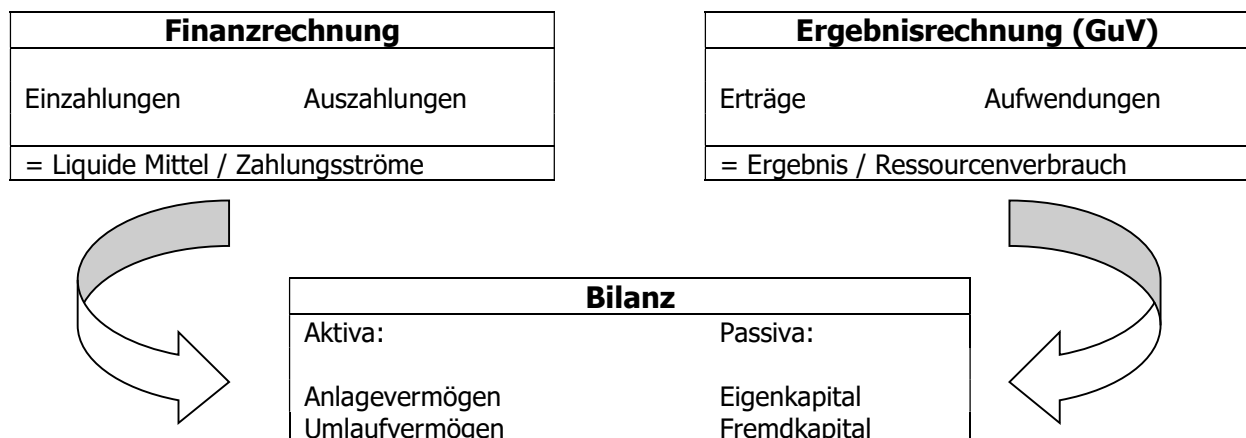 Finanzrechnung
Einzahlungen Auszahlungen
= Liquide Mittel / Zahlungsströme
Ergebnisrechnung (GuV)
Erträge Aufwendungen
= Ergebnis / Ressourcenverbrauch
Bilanz
Aktiva: Passiva:
Anlagevermögen Eigenkapital
Umlaufvermögen Fremdkapital